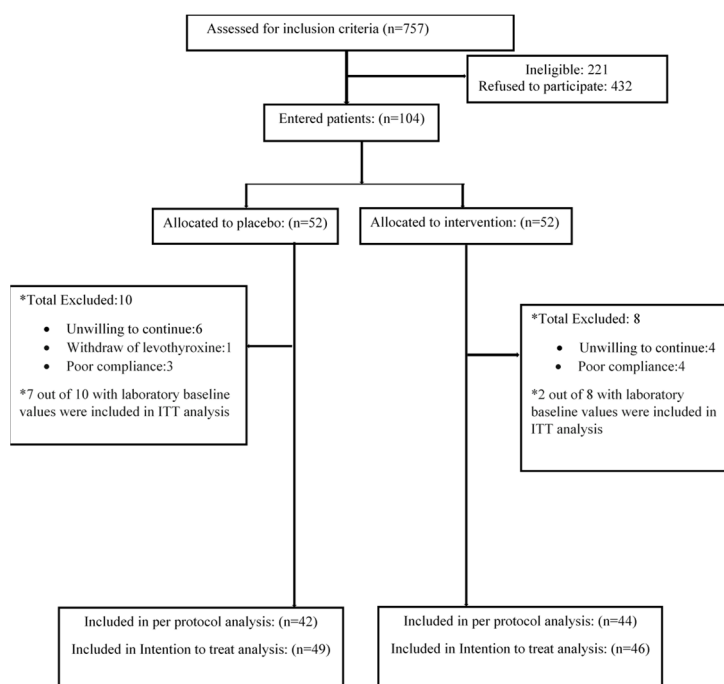 Assessed for inclusion criteria (n=757)
Ineligible: 221
Refused to participate: 432
Entered patients: (n=104)
Allocated to placebo: (n=52)
Allocated to intervention: (n=52)
*Total Excluded:10
• Unwilling to continue:6
• Withdraw of levothyroxine:1
• Poor compliance:3
*7 out of 10 with laboratory baseline
values were included in ITT analysis
*Total Excluded: 8
• Unwilling to continue:4
• Poor compliance:4
*2 out of 8 with laboratory
baseline values were included in
ITT analysis
Included in per protocol analysis: (n=42)
Included in Intention to treat analysis: (n=49)
Included in per protocol analysis: (n=44)
Included in Intention to treat analysis: (n=46)